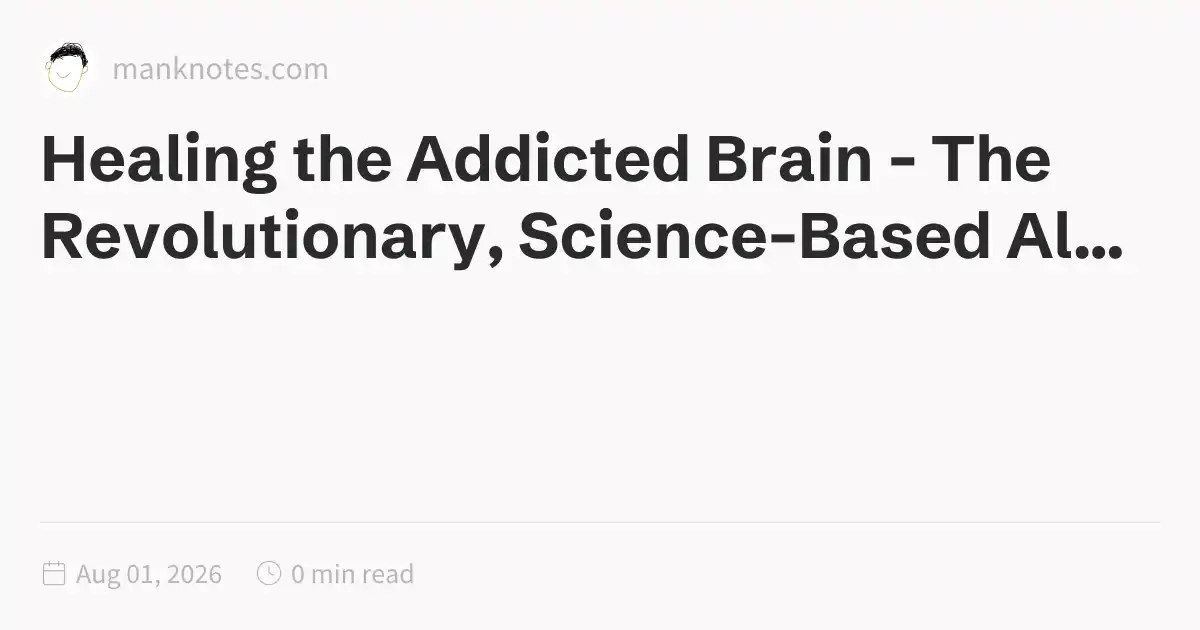 manknotes.com
Healing the Addicted Brain - The
Revolutionary, Science-Based Al...
Aug 01, 2026
0 min read